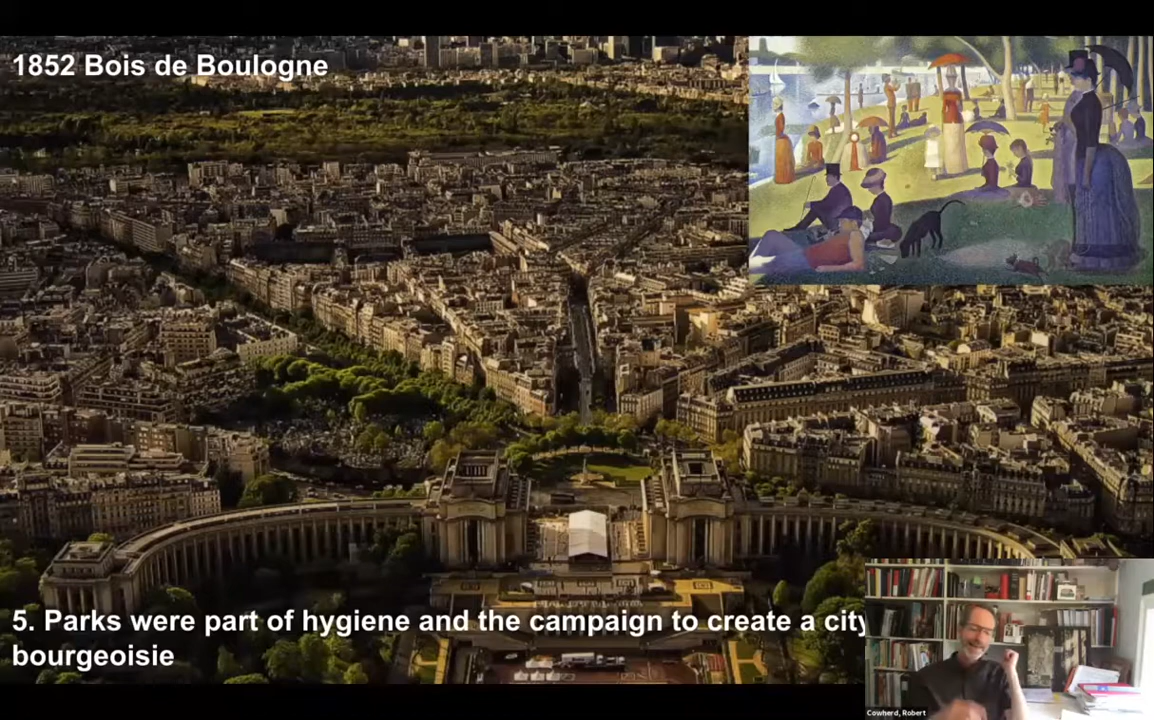 1852 Bois de Boulogne
5. Parks were part of hygiene and the campaign to create a city
bourgeoisie
Cowherd, Robert